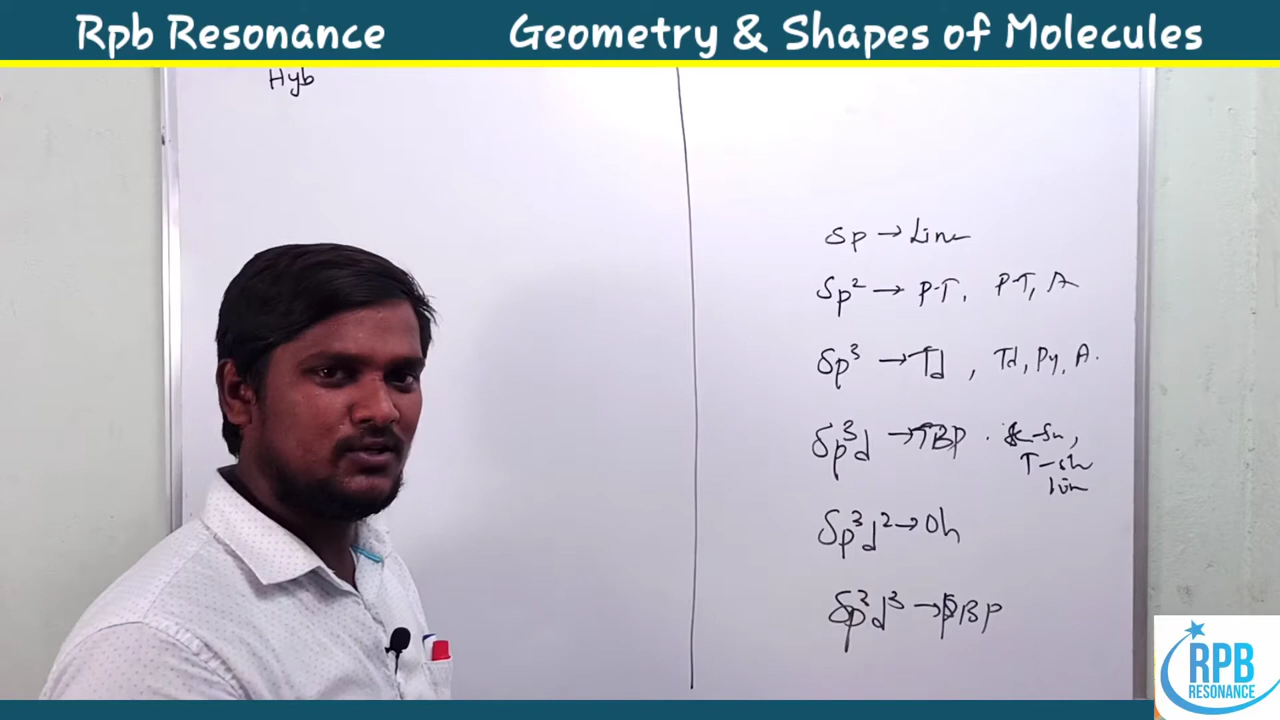 Rpb Resonance
Geometry & Shapes of Molecules
Hyb
Sp → Line
Sp² → P-T, P-T, A
Sp³ → Td, Td, Py, A.
Sp³d → TBP.
T-sh
lin
Sp³d² → Oh
Sp³d³ → PBP
RPB
RESONANCE